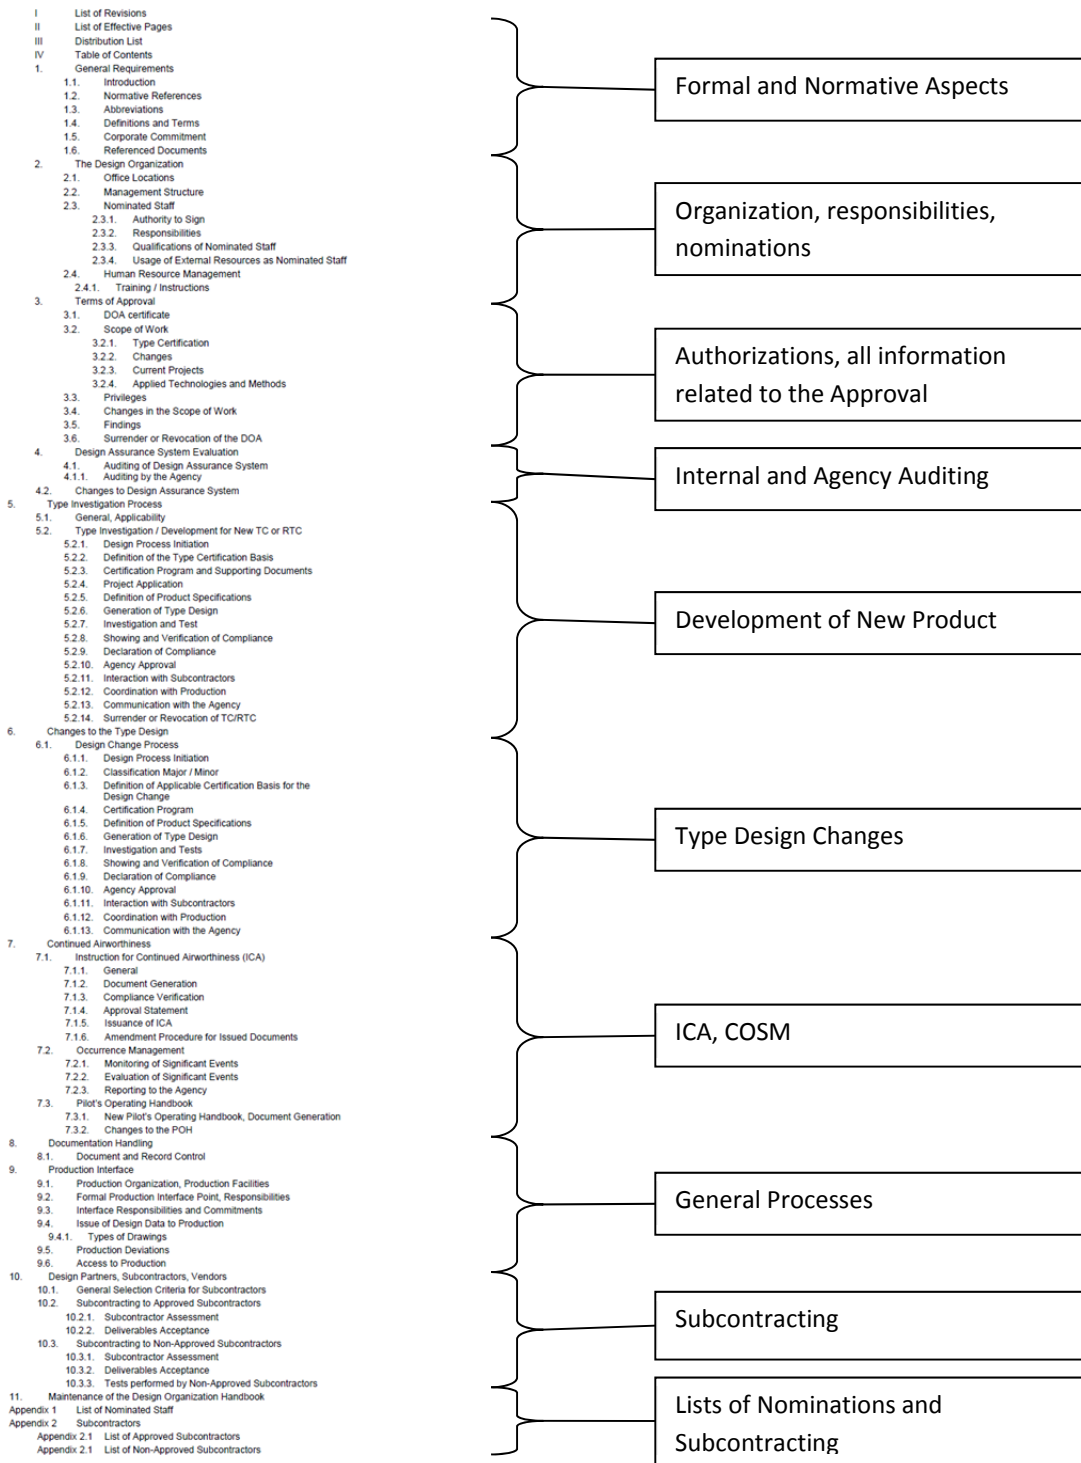 I List of Revisions
II List of Effective Pages
III Distribution List
IV Table of Contents
1. General Requirements
1.1. Introduction
1.2. Normative References
1.3. Abbreviations
1.4. Definitions and Terms
1.5. Corporate Commitment
1.6. Referenced Documents
Formal and Normative Aspects
2. The Design Organization
2.1. Office Locations
2.2. Management Structure
2.3. Nominated Staff
2.3.1. Authority to Sign
2.3.2. Responsibilities
2.3.3. Qualifications of Nominated Staff
2.3.4. Usage of External Resources as Nominated Staff
2.4. Human Resource Management
2.4.1. Training / Instructions
Organization, responsibilities,
nominations
3. Terms of Approval
3.1. DOA certificate
3.2. Scope of Work
3.2.1. Type Certification
3.2.2. Changes
3.2.3. Current Projects
3.2.4. Applied Technologies and Methods
3.3. Privileges
3.4. Changes in the Scope of Work
3.5. Findings
3.6. Surrender or Revocation of the DOA
Authorizations, all information
related to the Approval
4. Design Assurance System Evaluation
4.1. Auditing of Design Assurance System
4.1.1. Auditing by the Agency
4.2. Changes to Design Assurance System
Internal and Agency Auditing
5. Type Investigation Process
5.1. General, Applicability
5.2. Type Investigation / Development for New TC or RTC
5.2.1. Design Process Initiation
5.2.2. Definition of the Type Certification Basis
5.2.3. Certification Program and Supporting Documents
5.2.4. Project Application
5.2.5. Definition of Product Specifications
5.2.6. Generation of Type Design
5.2.7. Investigation and Test
5.2.8. Showing and Verification of Compliance
5.2.9. Declaration of Compliance
5.2.10. Agency Approval
5.2.11. Interaction with Subcontractors
5.2.12. Coordination with Production
5.2.13. Communication with the Agency
5.2.14. Surrender or Revocation of TC/RTC
Development of New Product
6. Changes to the Type Design
6.1. Design Change Process
6.1.1. Design Process Initiation
6.1.2. Classification Major / Minor
6.1.3. Definition of Applicable Certification Basis for the
Design Change
6.1.4. Certification Program
6.1.5. Definition of Product Specifications
6.1.6. Generation of Type Design
6.1.7. Investigation and Tests
6.1.8. Showing and Verification of Compliance
6.1.9. Declaration of Compliance
6.1.10. Agency Approval
6.1.11. Interaction with Subcontractors
6.1.12. Coordination with Production
6.1.13. Communication with the Agency
Type Design Changes
7. Continued Airworthiness
7.1. Instruction for Continued Airworthiness (ICA)
7.1.1. General
7.1.2. Document Generation
7.1.3. Compliance Verification
7.1.4. Approval Statement
7.1.5. Issuance of ICA
7.1.6. Amendment Procedure for Issued Documents
7.2. Occurrence Management
7.2.1. Monitoring of Significant Events
7.2.2. Evaluation of Significant Events
7.2.3. Reporting to the Agency
7.3. Pilot's Operating Handbook
7.3.1. New Pilot's Operating Handbook, Document Generation
7.3.2. Changes to the POH
ICA, COSM
8. Documentation Handling
8.1. Document and Record Control
9. Production Interface
9.1. Production Organization, Production Facilities
9.2. Formal Production Interface Point, Responsibilities
9.3. Interface Responsibilities and Commitments
9.4. Issue of Design Data to Production
9.4.1. Types of Drawings
9.5. Production Deviations
9.6. Access to Production
General Processes
10. Design Partners, Subcontractors, Vendors
10.1. General Selection Criteria for Subcontractors
10.2. Subcontracting to Approved Subcontractors
10.2.1. Subcontractor Assessment
10.2.2. Deliverables Acceptance
10.3. Subcontracting to Non-Approved Subcontractors
10.3.1. Subcontractor Assessment
10.3.2. Deliverables Acceptance
10.3.3. Tests performed by Non-Approved Subcontractors
Subcontracting
11. Maintenance of the Design Organization Handbook
Appendix 1 List of Nominated Staff
Appendix 2 Subcontractors
Appendix 2.1 List of Approved Subcontractors
Appendix 2.1 List of Non-Approved Subcontractors
Lists of Nominations and
Subcontracting